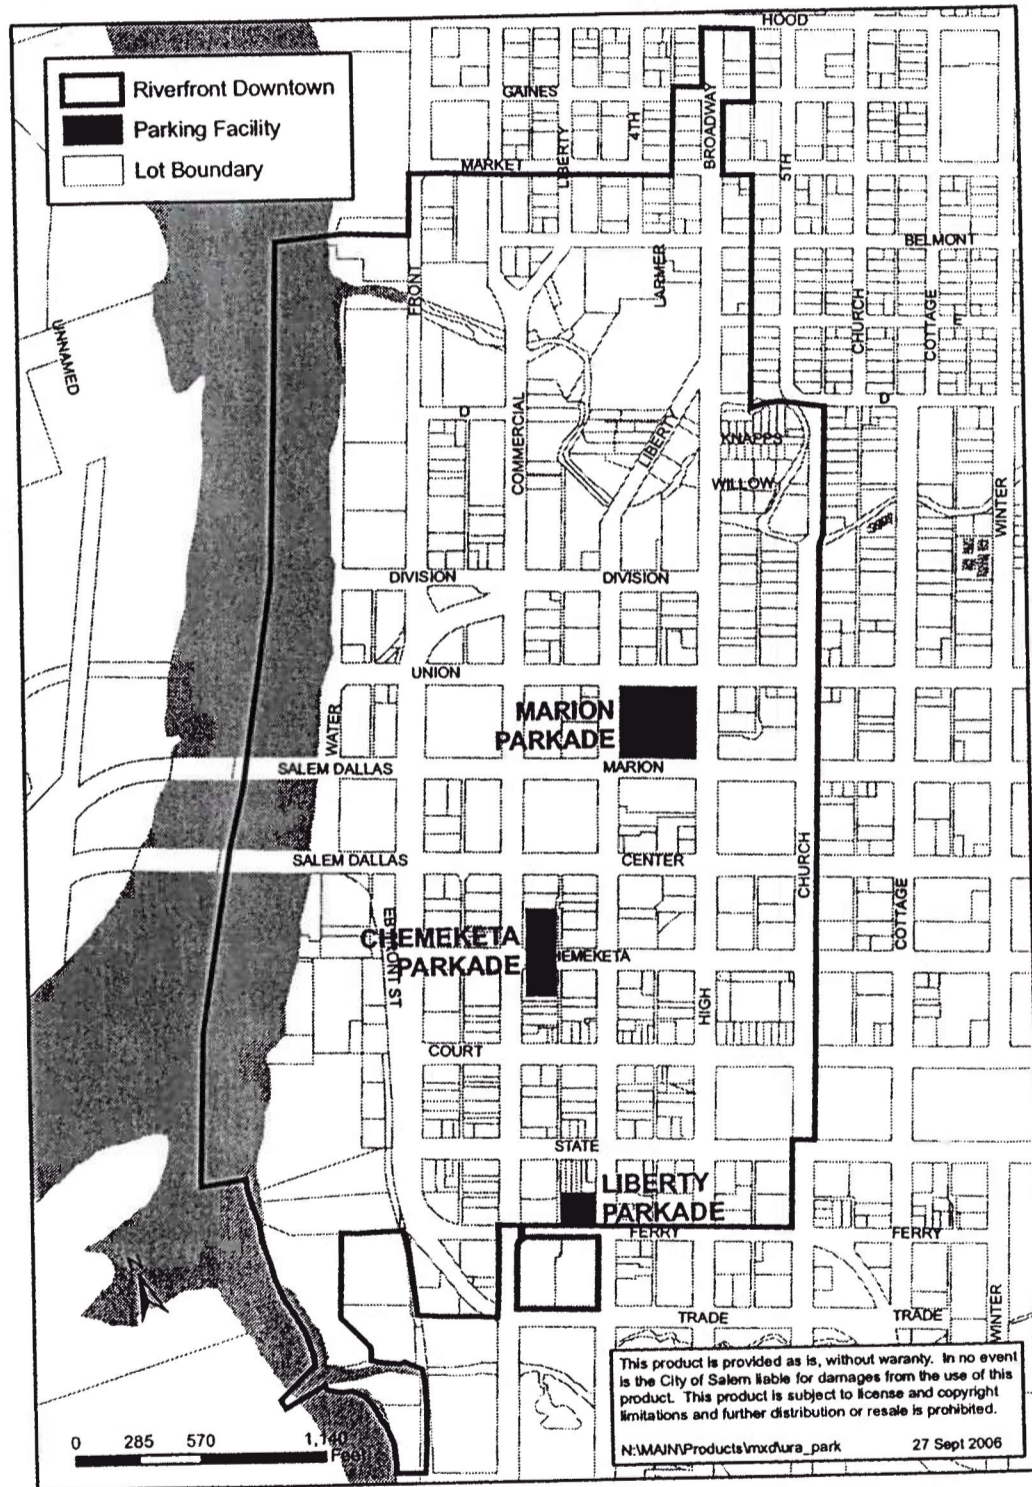 HOOD
Riverfront Downtown
Parking Facility
Lot Boundary
GAINES
LIBERTY
4TH
BROADWAY
5TH
MARKET
BELMONT
LARMER
FRONT
CHURCH
COTTAGE
E
UNNAMED
D
D
COMMERCIAL
LIBERTY
KNAPPS
WILLOW
WINTER
DIVISION
DIVISION
UNION
WATER
MARION
PARKADE
SALEM DALLAS
MARION
SALEM DALLAS
CENTER
CHURCH
COTTAGE
CHEMEKETA
PARKADE
HEMEKETA
FRONT ST
HIGH
COURT
STATE
LIBERTY
PARKADE
FERRY
FERRY
N
TRADE
TRADE
WINTER
This product is provided as is, without waranty. In no event
is the City of Salem liable for damages from the use of this
product. This product is subject to license and copyright
limitations and further distribution or resale is prohibited.
N:\MAIN\Products\mxd\ura_park
27 Sept 2006
0 285 570 1,140
Feet